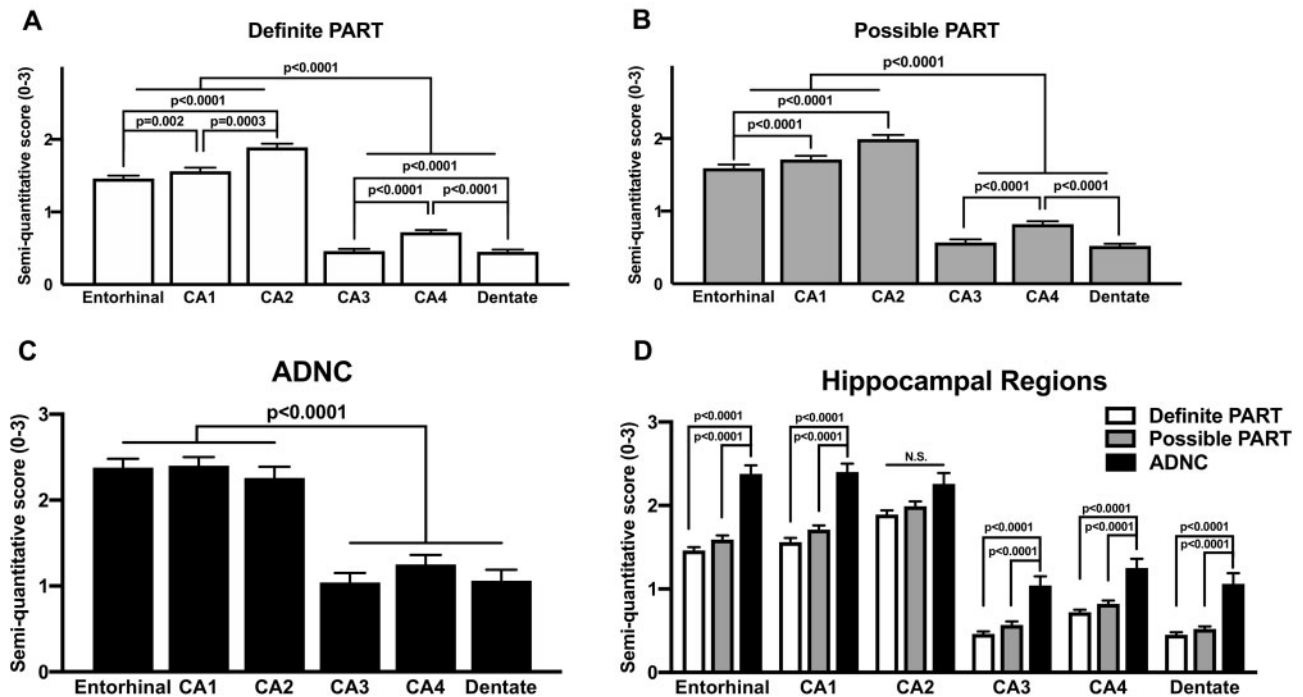 A
Definite PART
Semi-quantitative score (0-3)
2
1
0
p<0.0001
p<0.0001
p=0.002 p=0.0003
p<0.0001
p<0.0001 p<0.0001
Entorhinal CA1 CA2 CA3 CA4 Dentate
B
Possible PART
Semi-quantitative score (0-3)
2
1
0
p<0.0001
p<0.0001
p<0.0001
p<0.0001 p<0.0001
Entorhinal CA1 CA2 CA3 CA4 Dentate
C
ADNC
Semi-quantitative score (0-3)
3
2
1
0
p<0.0001
Entorhinal CA1 CA2 CA3 CA4 Dentate
D
Hippocampal Regions
Semi-quantitative score (0-3)
3
2
1
0
p<0.0001
p<0.0001
p<0.0001
p<0.0001
N.S.
p<0.0001
p<0.0001
p<0.0001
p<0.0001
p<0.0001
p<0.0001
Definite PART
Possible PART
ADNC
Entorhinal CA1 CA2 CA3 CA4 Dentate